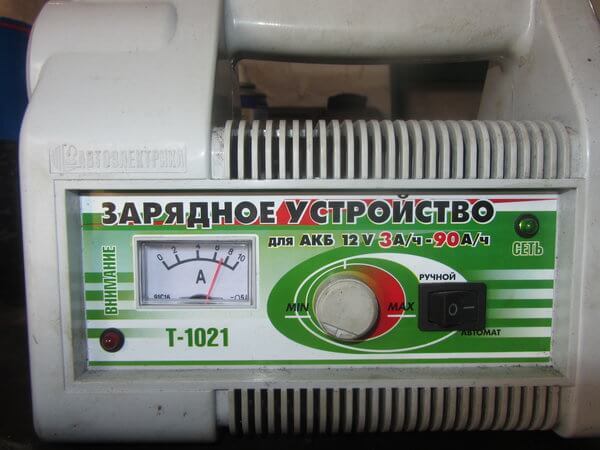 АВТОЭЛЕКТРИКА
ЗАРЯДНОЕ УСТРОЙСТВО
для АКБ 12 V 3А/ч-90А/ч
СЕТЬ
ВНИМАНИЕ
0 2 4 6 8 10
A
91C16
MIN
MAX
РУЧНОЙ
АВТОМАТ
T-1021